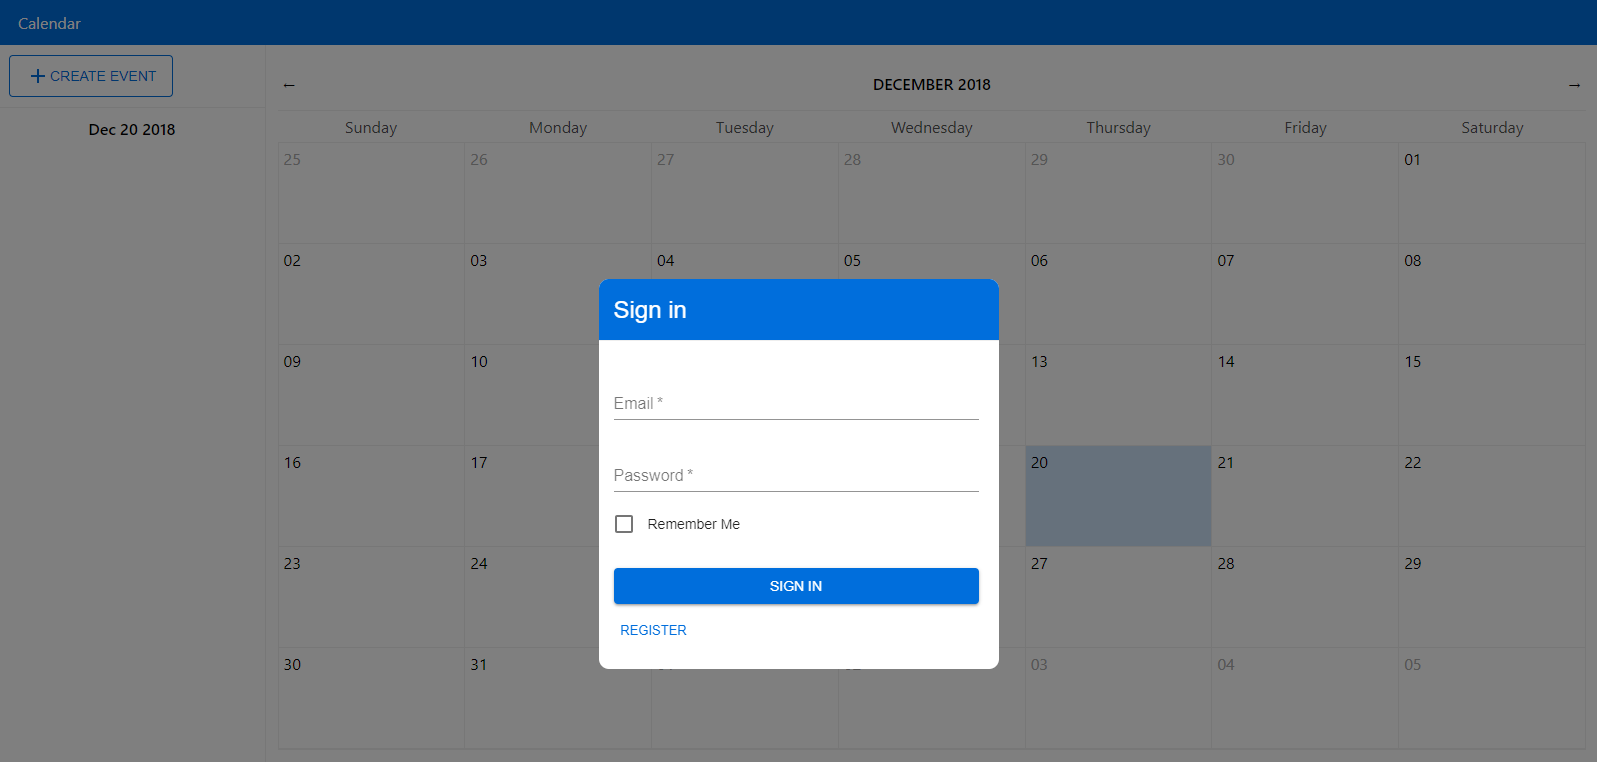 Calendar
CREATE EVENT
Dec 20 2018
← DECEMBER 2018 →
Sunday Monday Tuesday Wednesday Thursday Friday Saturday
25 26 27 28 29 30 01
02 03 04 05 06 07 08
Sign in
09 10 13 14 15
Email *
16 17 20 21 22
Password *
Remember Me
23 24 27 28 29
SIGN IN
REGISTER
30 31 03 04 05